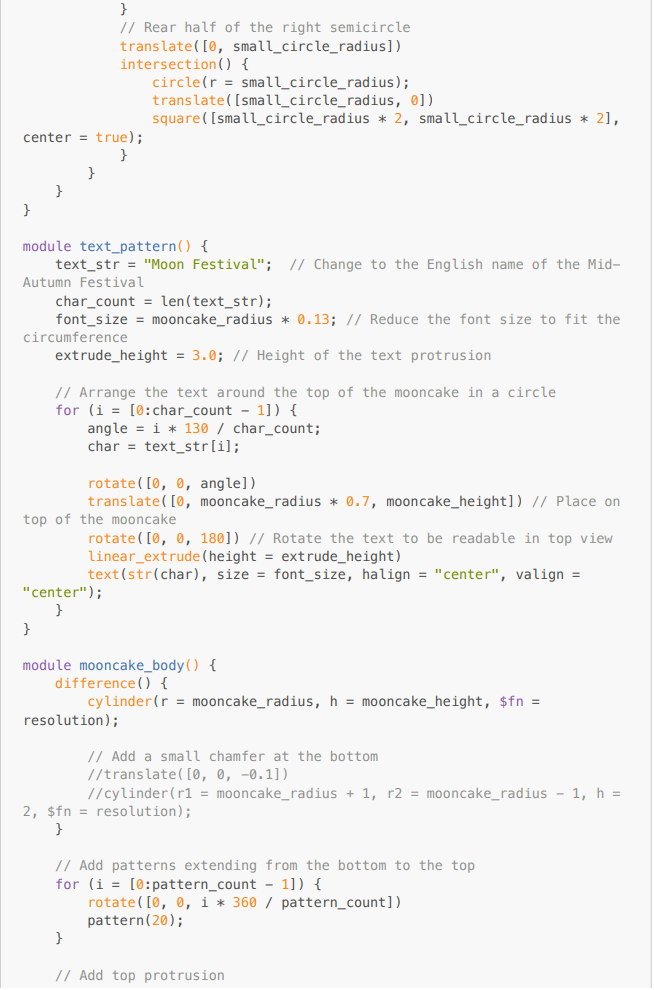 }
            // Rear half of the right semicircle
            translate([0, small_circle_radius])
            intersection() {
                circle(r = small_circle_radius);
                translate([small_circle_radius, 0])
                square([small_circle_radius * 2, small_circle_radius * 2],
center = true);
            }
        }
    }
}

module text_pattern() {
    text_str = "Moon Festival";  // Change to the English name of the Mid-
Autumn Festival
    char_count = len(text_str);
    font_size = mooncake_radius * 0.13; // Reduce the font size to fit the
circumference
    extrude_height = 3.0; // Height of the text protrusion

    // Arrange the text around the top of the mooncake in a circle
    for (i = [0:char_count - 1]) {
        angle = i * 130 / char_count;
        char = text_str[i];

        rotate([0, 0, angle])
        translate([0, mooncake_radius * 0.7, mooncake_height]) // Place on
top of the mooncake
        rotate([0, 0, 180]) // Rotate the text to be readable in top view
        linear_extrude(height = extrude_height)
        text(str(char), size = font_size, halign = "center", valign =
"center");
    }
}

module mooncake_body() {
    difference() {
        cylinder(r = mooncake_radius, h = mooncake_height, $fn =
resolution);

        // Add a small chamfer at the bottom
        //translate([0, 0, -0.1])
        //cylinder(r1 = mooncake_radius + 1, r2 = mooncake_radius - 1, h =
2, $fn = resolution);
    }

    // Add patterns extending from the bottom to the top
    for (i = [0:pattern_count - 1]) {
        rotate([0, 0, i * 360 / pattern_count])
        pattern(20);
    }

    // Add top protrusion